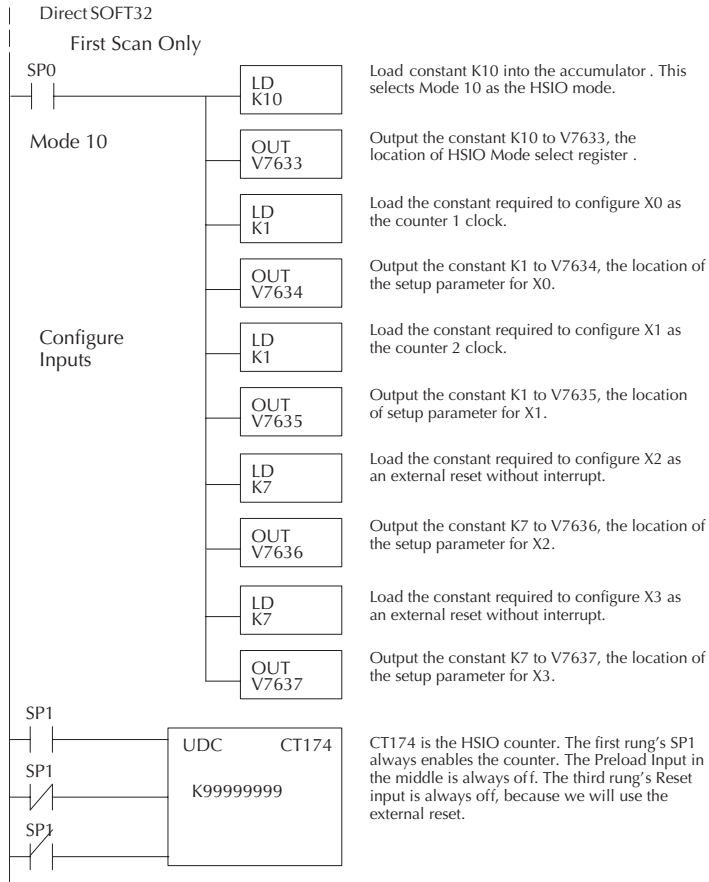 Direct SOFT32
First Scan Only
SP0
LD
K10
Load constant K10 into the accumulator . This
selects Mode 10 as the HSIO mode.
Mode 10
OUT
V7633
Output the constant K10 to V7633, the
location of HSIO Mode select register .
LD
K1
Load the constant required to configure X0 as
the counter 1 clock.
OUT
V7634
Output the constant K1 to V7634, the location of
the setup parameter for X0.
Configure
Inputs
LD
K1
Load the constant required to configure X1 as
the counter 2 clock.
OUT
V7635
Output the constant K1 to V7635, the location
of setup parameter for X1.
LD
K7
Load the constant required to configure X2 as
an external reset without interrupt.
OUT
V7636
Output the constant K7 to V7636, the location of
the setup parameter for X2.
LD
K7
Load the constant required to configure X3 as
an external reset without interrupt.
OUT
V7637
Output the constant K7 to V7637, the location of
the setup parameter for X3.
SP1
UDC CT174
SP1
K99999999
SP1
CT174 is the HSIO counter. The first rung's SP1
always enables the counter. The Preload Input in
the middle is always off. The third rung's Reset
input is always off, because we will use the
external reset.